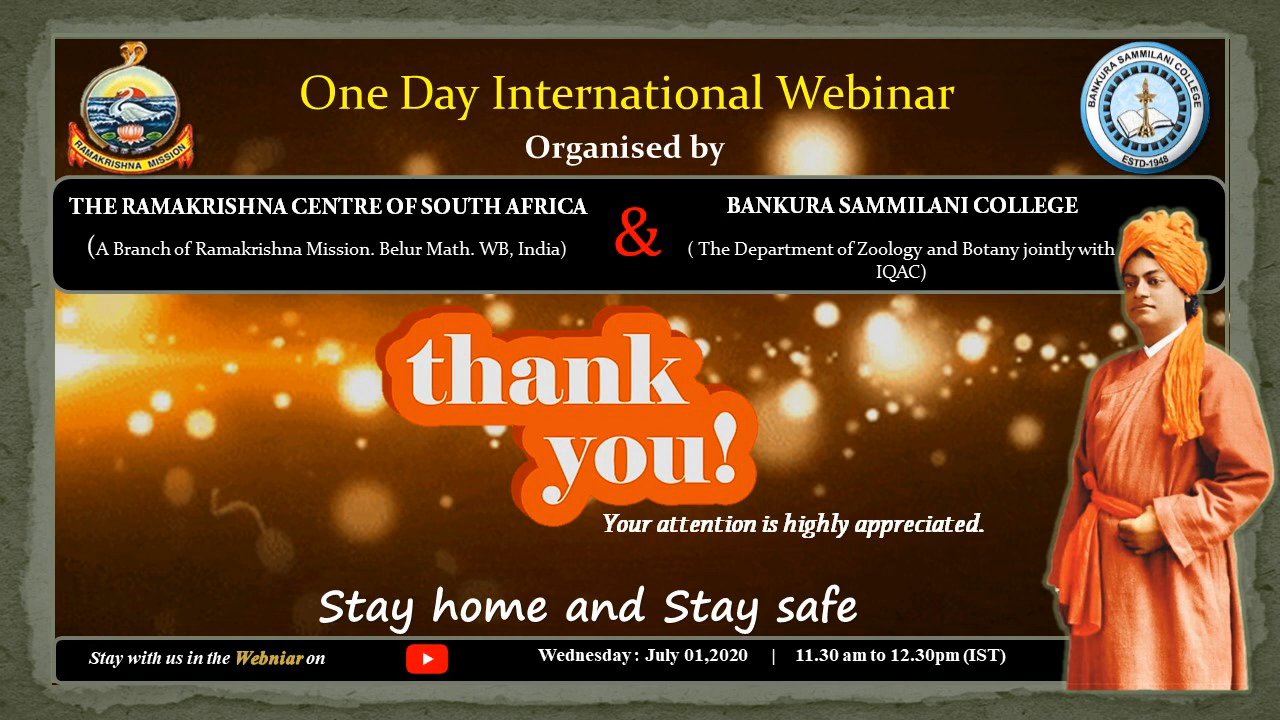 One Day International Webinar
Organised by
RAMAKRISHNA MISSION
BANKURA SAMMILANI COLLEGE
ESTD-1948
THE RAMAKRISHNA CENTRE OF SOUTH AFRICA
(A Branch of Ramakrishna Mission. Belur Math. WB, India)
&
BANKURA SAMMILANI COLLEGE
( The Department of Zoology and Botany jointly with
IQAC)
thank
you!
Your attention is highly appreciated.
Stay home and Stay safe
Stay with us in the Webniar on
Wednesday : July 01,2020 | 11.30 am to 12.30pm (IST)